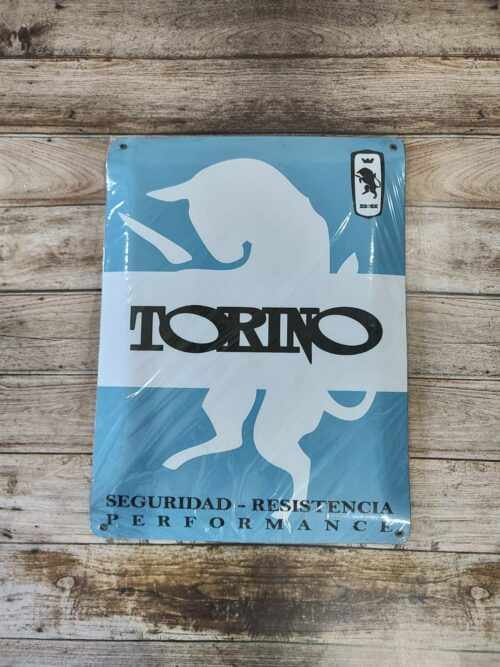 TORINO
SEGURIDAD - RESISTENCIA
PERFORMANCE